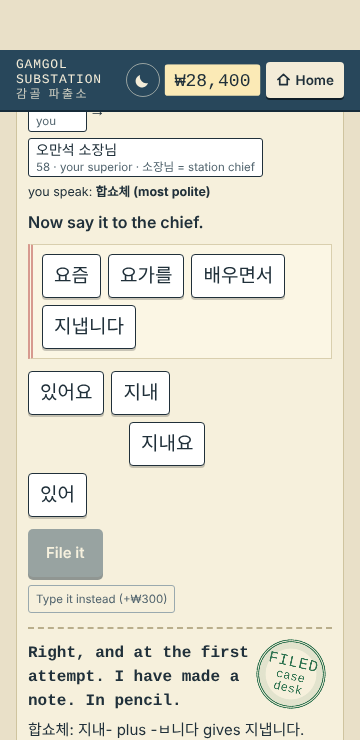 GAMGOL
SUBSTATION
감골 파출소
₩28,400
Home
you
→
오만석 소장님
58 · your superior · 소장님 = station chief
you speak: 합쇼체 (most polite)
Now say it to the chief.
요즘 요가를 배우면서
지냅니다
있어요 지내
지내요
있어
File it
Type it instead (+₩300)
Right, and at the first
attempt. I have made a
note. In pencil.
FILED
case
desk
합쇼체: 지내- plus -ㅂ니다 gives 지냅니다.